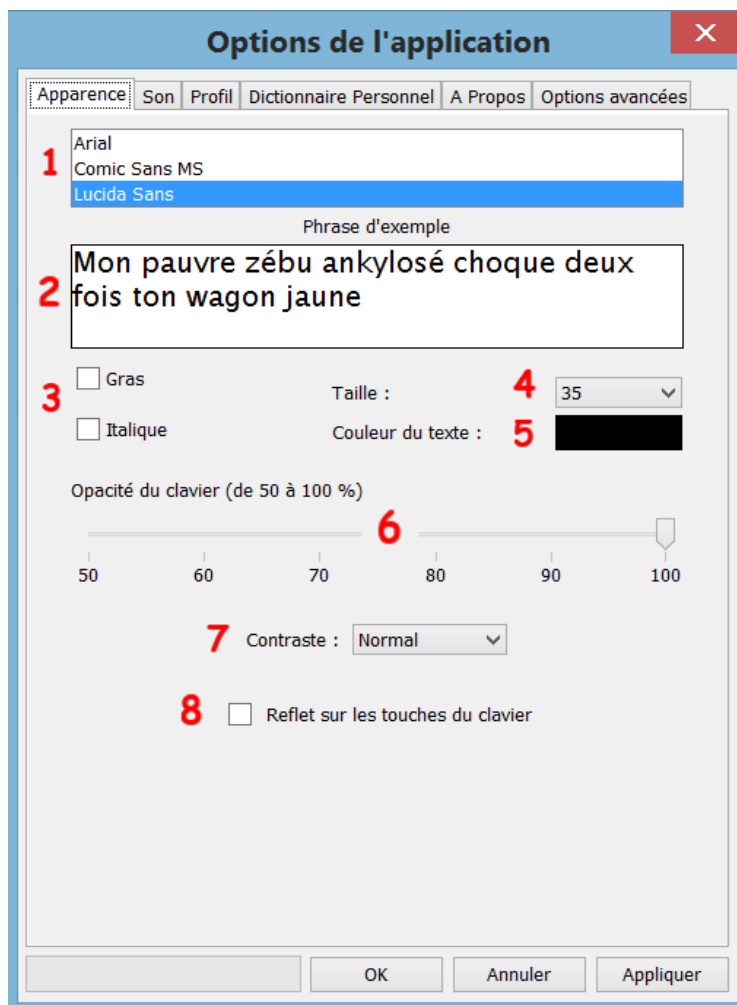 Options de l'application
Apparence Son Profil Dictionnaire Personnel A Propos Options avancées
1
Arial
Comic Sans MS
Lucida Sans
Phrase d'exemple
2
Mon pauvre zébu ankylosé choque deux
fois ton wagon jaune
3
Gras
Taille : 4 35
Italique
Couleur du texte : 5
Opacité du clavier (de 50 à 100 %)
6
50 60 70 80 90 100
7 Contraste : Normal
8 Reflet sur les touches du clavier
OK Annuler Appliquer